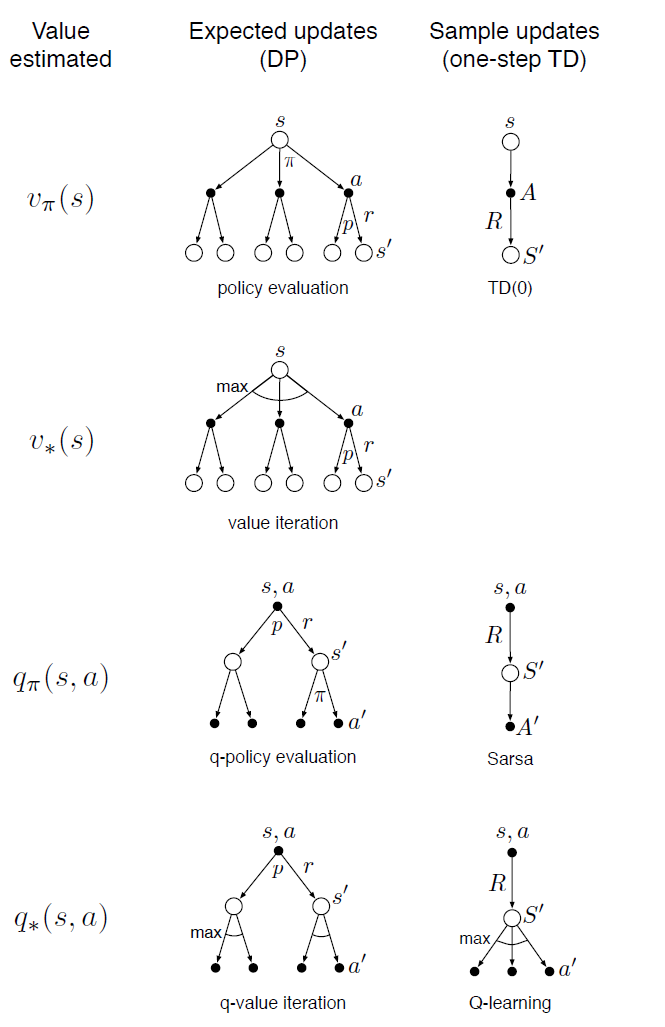 Value estimated
Expected updates (DP)
Sample updates (one-step TD)
vπ(s)
s
π
a
p
r
s′
policy evaluation
s
A
R
S′
TD(0)
v∗(s)
s
max
a
p
r
s′
value iteration
qπ(s, a)
s, a
p
r
s′
π
a′
q-policy evaluation
s, a
R
S′
A′
Sarsa
q∗(s, a)
s, a
p
r
s′
max
a′
q-value iteration
s, a
R
S′
max
a′
Q-learning